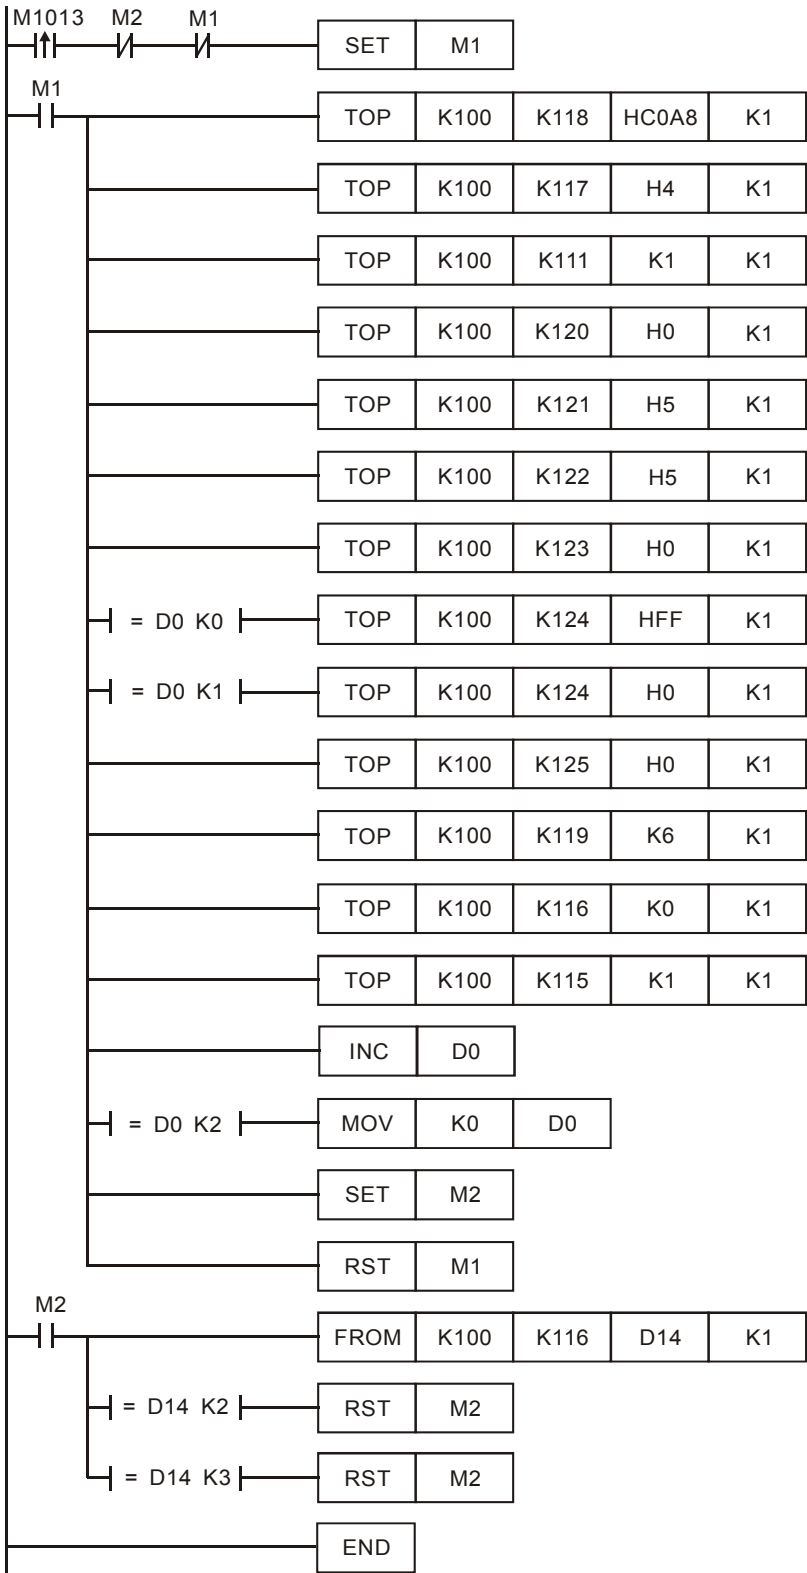 M1013 M2 M1
SET M1
M1
TOP K100 K118 HC0A8 K1
TOP K100 K117 H4 K1
TOP K100 K111 K1 K1
TOP K100 K120 H0 K1
TOP K100 K121 H5 K1
TOP K100 K122 H5 K1
TOP K100 K123 H0 K1
= D0 K0 TOP K100 K124 HFF K1
= D0 K1 TOP K100 K124 H0 K1
TOP K100 K125 H0 K1
TOP K100 K119 K6 K1
TOP K100 K116 K0 K1
TOP K100 K115 K1 K1
INC D0
= D0 K2 MOV K0 D0
SET M2
RST M1
M2
FROM K100 K116 D14 K1
= D14 K2 RST M2
= D14 K3 RST M2
END